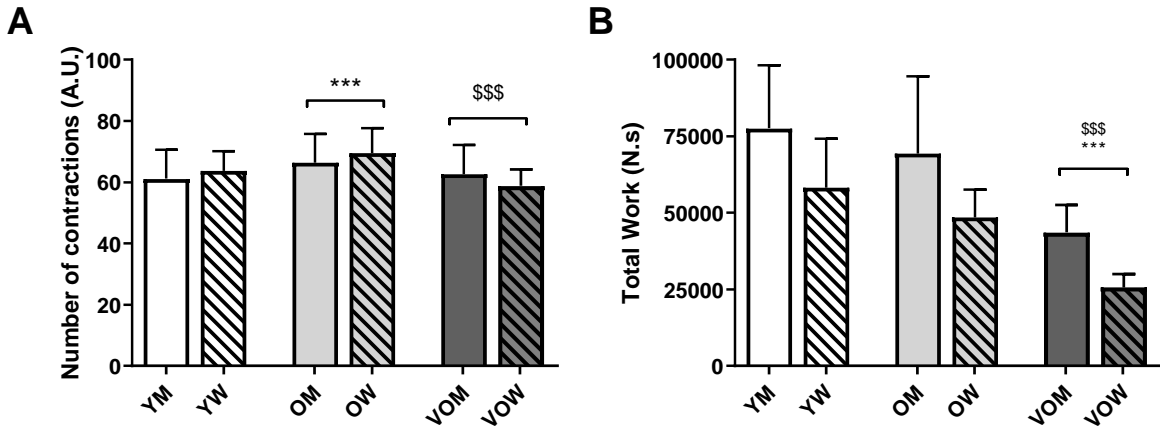 A
Number of contractions (A.U.)
100
80
60
40
20
0
***
$$$
YM
YW
OM
OW
VOM
VOW
B
Total Work (N.s)
100000
75000
50000
25000
0
$$$
***
YM
YW
OM
OW
VOM
VOW